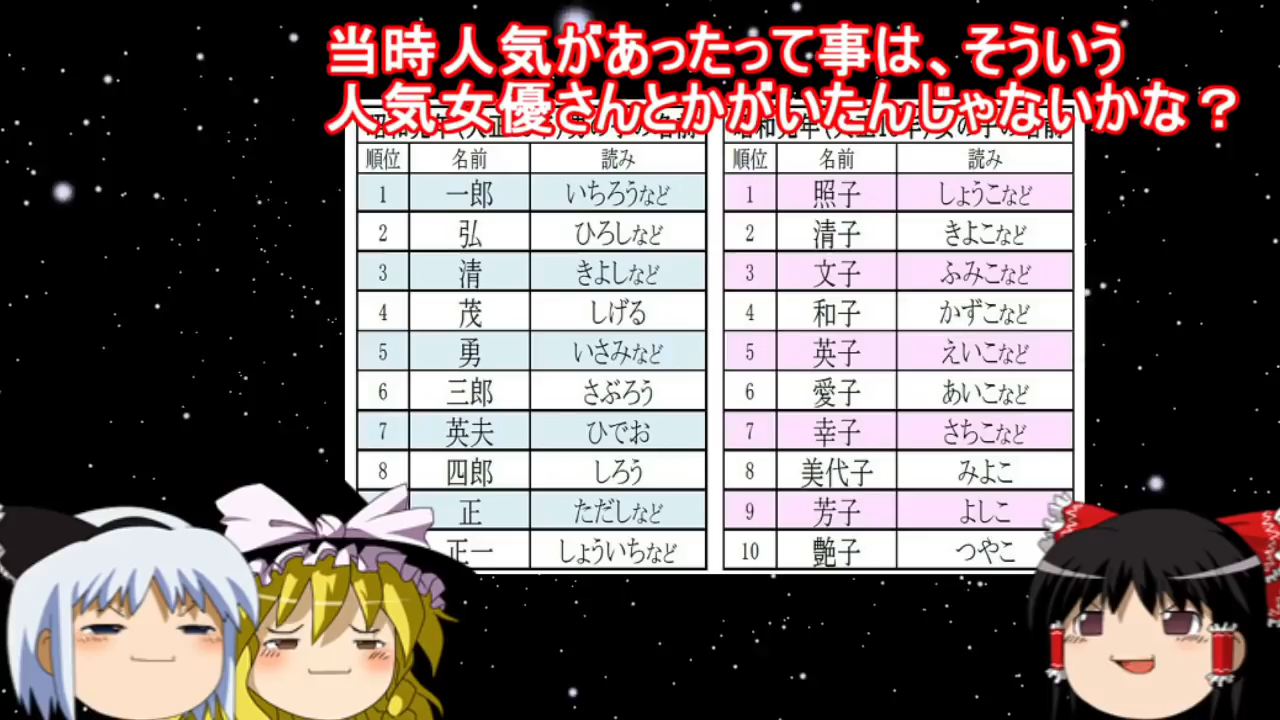 当時人気があったって事は、そういう
人気女優さんとかがいたんじゃないかな？
順位 名前 読み
1 一郎 いちろうなど
2 弘 ひろしなど
3 清 きよしなど
4 茂 しげる
5 勇 いさみなど
6 三郎 さぶろう
7 英夫 ひでお
8 四郎 しろう
正 ただしなど
正一 しょういちなど
順位 名前 読み
1 照子 しょうこなど
2 清子 きよこなど
3 文子 ふみこなど
4 和子 かずこなど
5 英子 えいこなど
6 愛子 あいこなど
7 幸子 さちこなど
8 美代子 みよこ
9 芳子 よしこ
10 艶子 つやこ